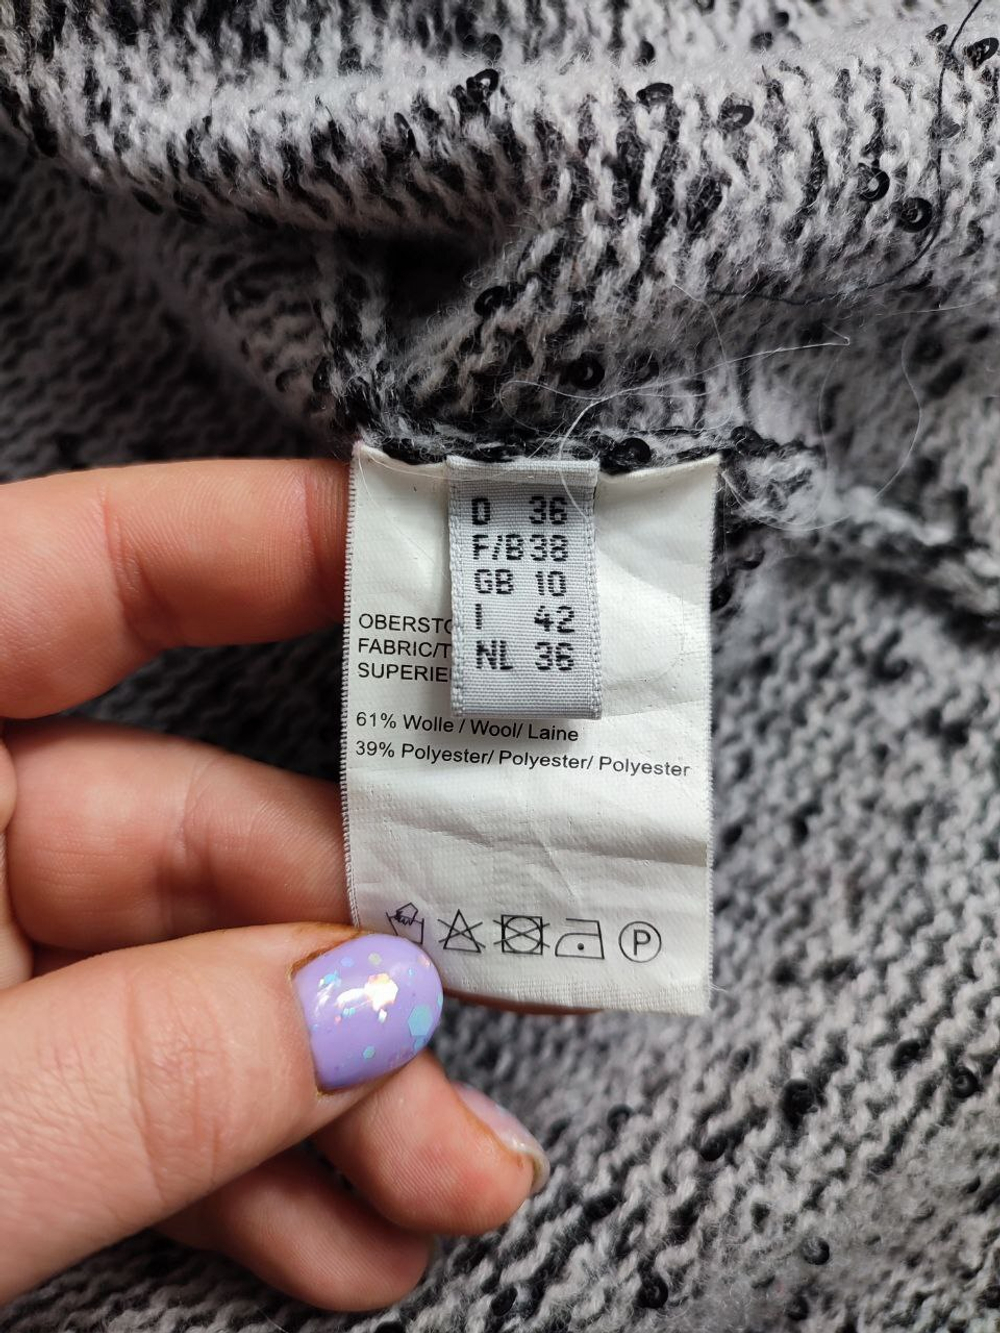 D 36
F/B 38
GB 10
I 42
NL 36
61% Wolle / Wool/ Laine
39% Polyester/ Polyester/ Polyester
P